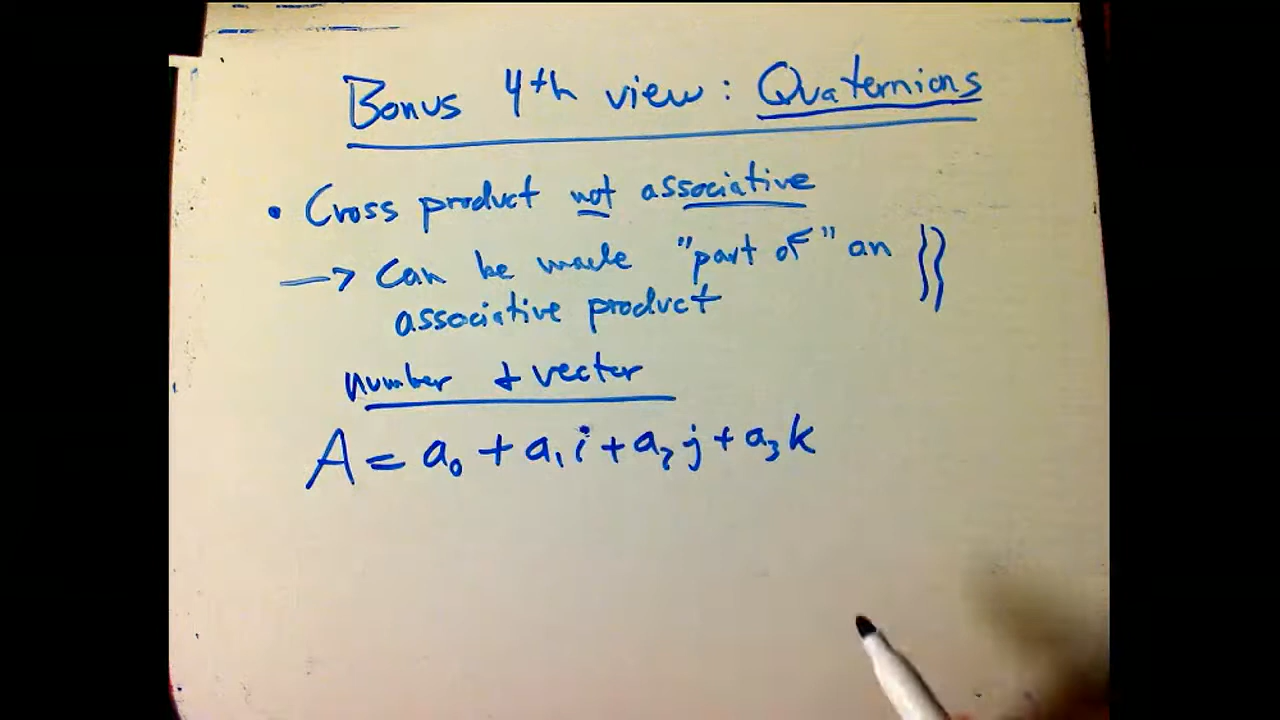 Bonus 4th view: Quaternions
• Cross product not associative
→ Can be made "part of" an
associative product
number + vector
A = a₀ + a₁i + a₂j + a₃k